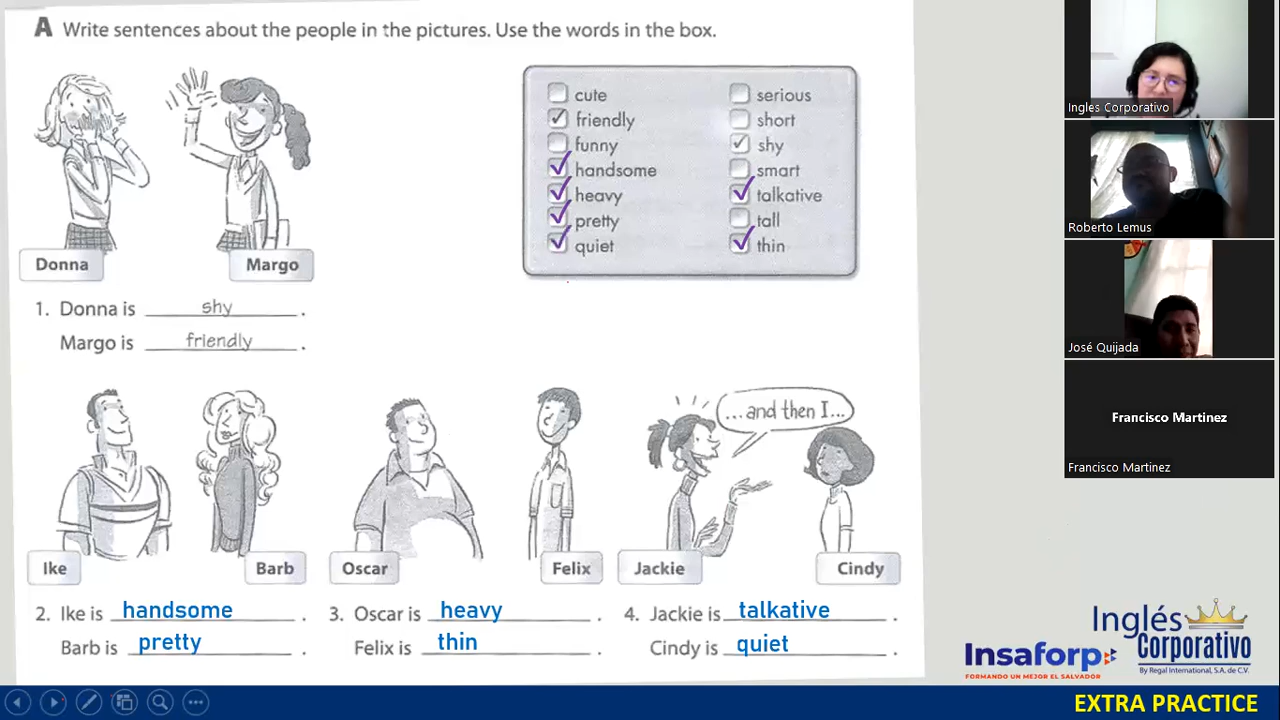 A Write sentences about the people in the pictures. Use the words in the box.
cute
friendly
funny
handsome
heavy
pretty
quiet
serious
short
shy
smart
talkative
tall
thin
Donna
Margo
1. Donna is shy .
Margo is friendly .
...and then I...
Ike
Barb
Oscar
Felix
Jackie
Cindy
2. Ike is handsome .
Barb is pretty .
3. Oscar is heavy .
Felix is thin .
4. Jackie is talkative .
Cindy is quiet .
Ingles Corporativo
Roberto Lemus
José Quijada
Francisco Martinez
Francisco Martinez
Insaforp
FORMANDO UN MEJOR EL SALVADOR
Inglés
Corporativo
By Regal International, S.A. de C.V.
EXTRA PRACTICE